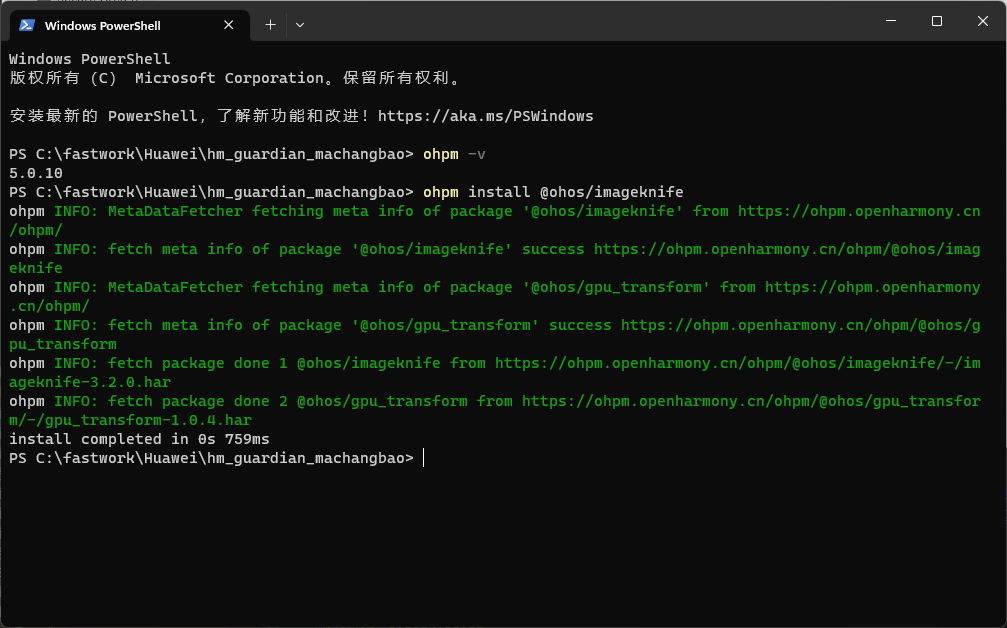 Windows PowerShell
Windows PowerShell
版权所有 (C)  Microsoft Corporation。保留所有权利。
安装最新的 PowerShell，了解新功能和改进！https://aka.ms/PSWindows
PS C:\fastwork\Huawei\hm_guardian_machangbao> ohpm -v
5.0.10
PS C:\fastwork\Huawei\hm_guardian_machangbao> ohpm install @ohos/imageknife
ohpm INFO: MetaDataFetcher fetching meta info of package '@ohos/imageknife' from https://ohpm.openharmony.cn
/ohpm/
ohpm INFO: fetch meta info of package '@ohos/imageknife' success https://ohpm.openharmony.cn/ohpm/@ohos/imag
eknife
ohpm INFO: MetaDataFetcher fetching meta info of package '@ohos/gpu_transform' from https://ohpm.openharmony
.cn/ohpm/
ohpm INFO: fetch meta info of package '@ohos/gpu_transform' success https://ohpm.openharmony.cn/ohpm/@ohos/g
pu_transform
ohpm INFO: fetch package done 1 @ohos/imageknife from https://ohpm.openharmony.cn/ohpm/@ohos/imageknife/-/im
ageknife-3.2.0.har
ohpm INFO: fetch package done 2 @ohos/gpu_transform from https://ohpm.openharmony.cn/ohpm/@ohos/gpu_transfor
m/-/gpu_transform-1.0.4.har
install completed in 0s 759ms
PS C:\fastwork\Huawei\hm_guardian_machangbao>